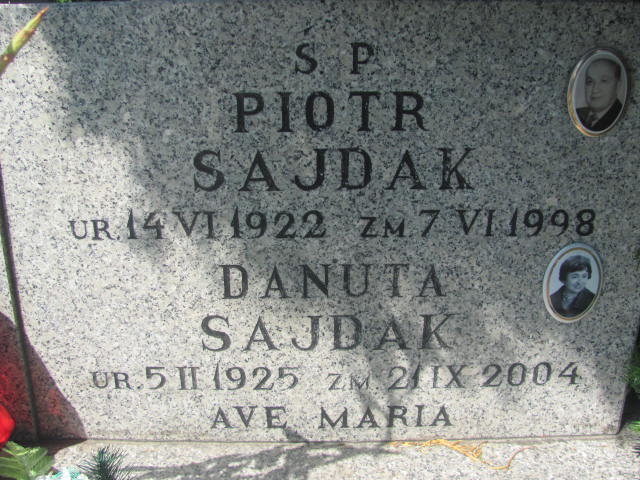 S P
PIOTR
SAJDAK
UR. 14 VI 1922 ZM 7 VI 1998
DANUTA
SAJDAK
UR. 5 II 1925 ZM. 21 IX 2004
AVE MARIA